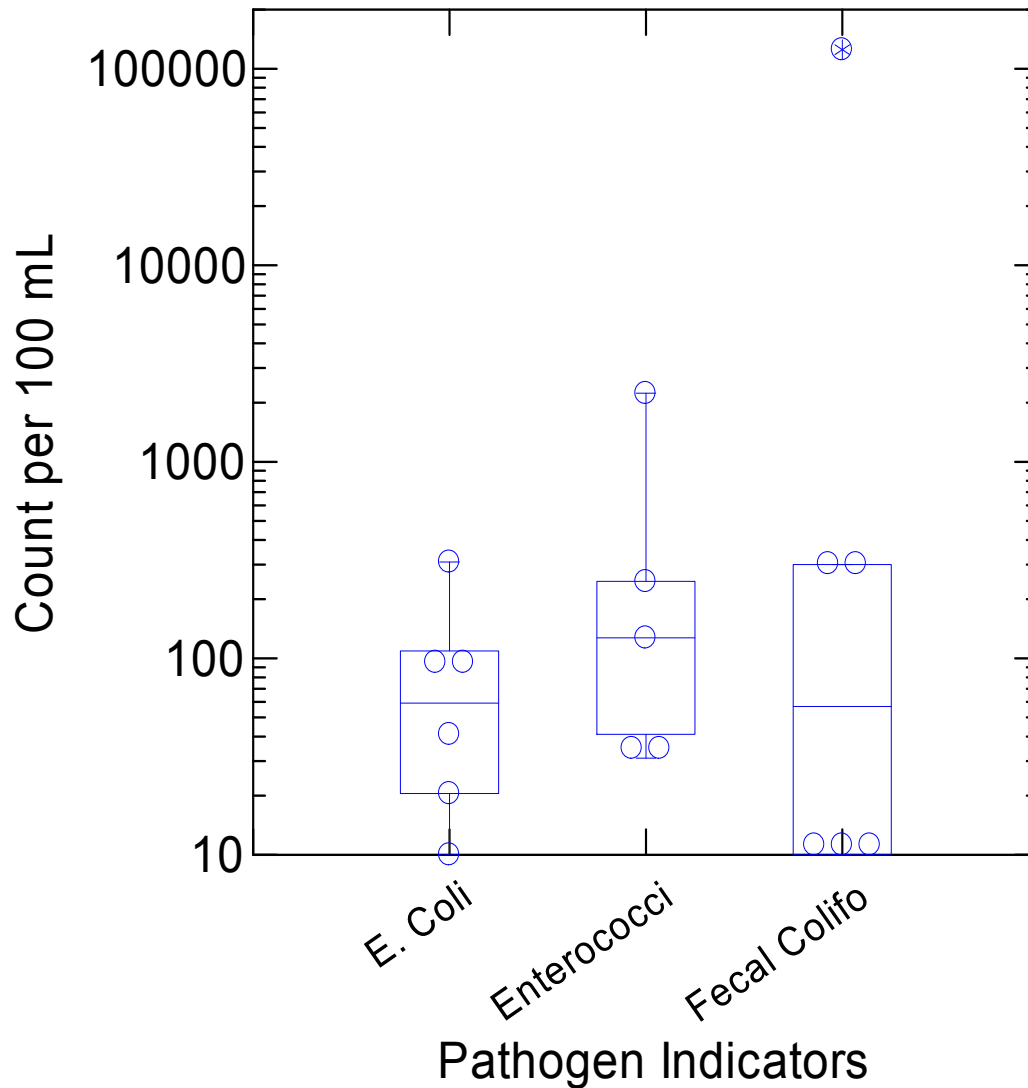 Count per 100 mL
100000
10000
1000
100
10
E. Coli
Enterococci
Fecal Colifo
Pathogen Indicators